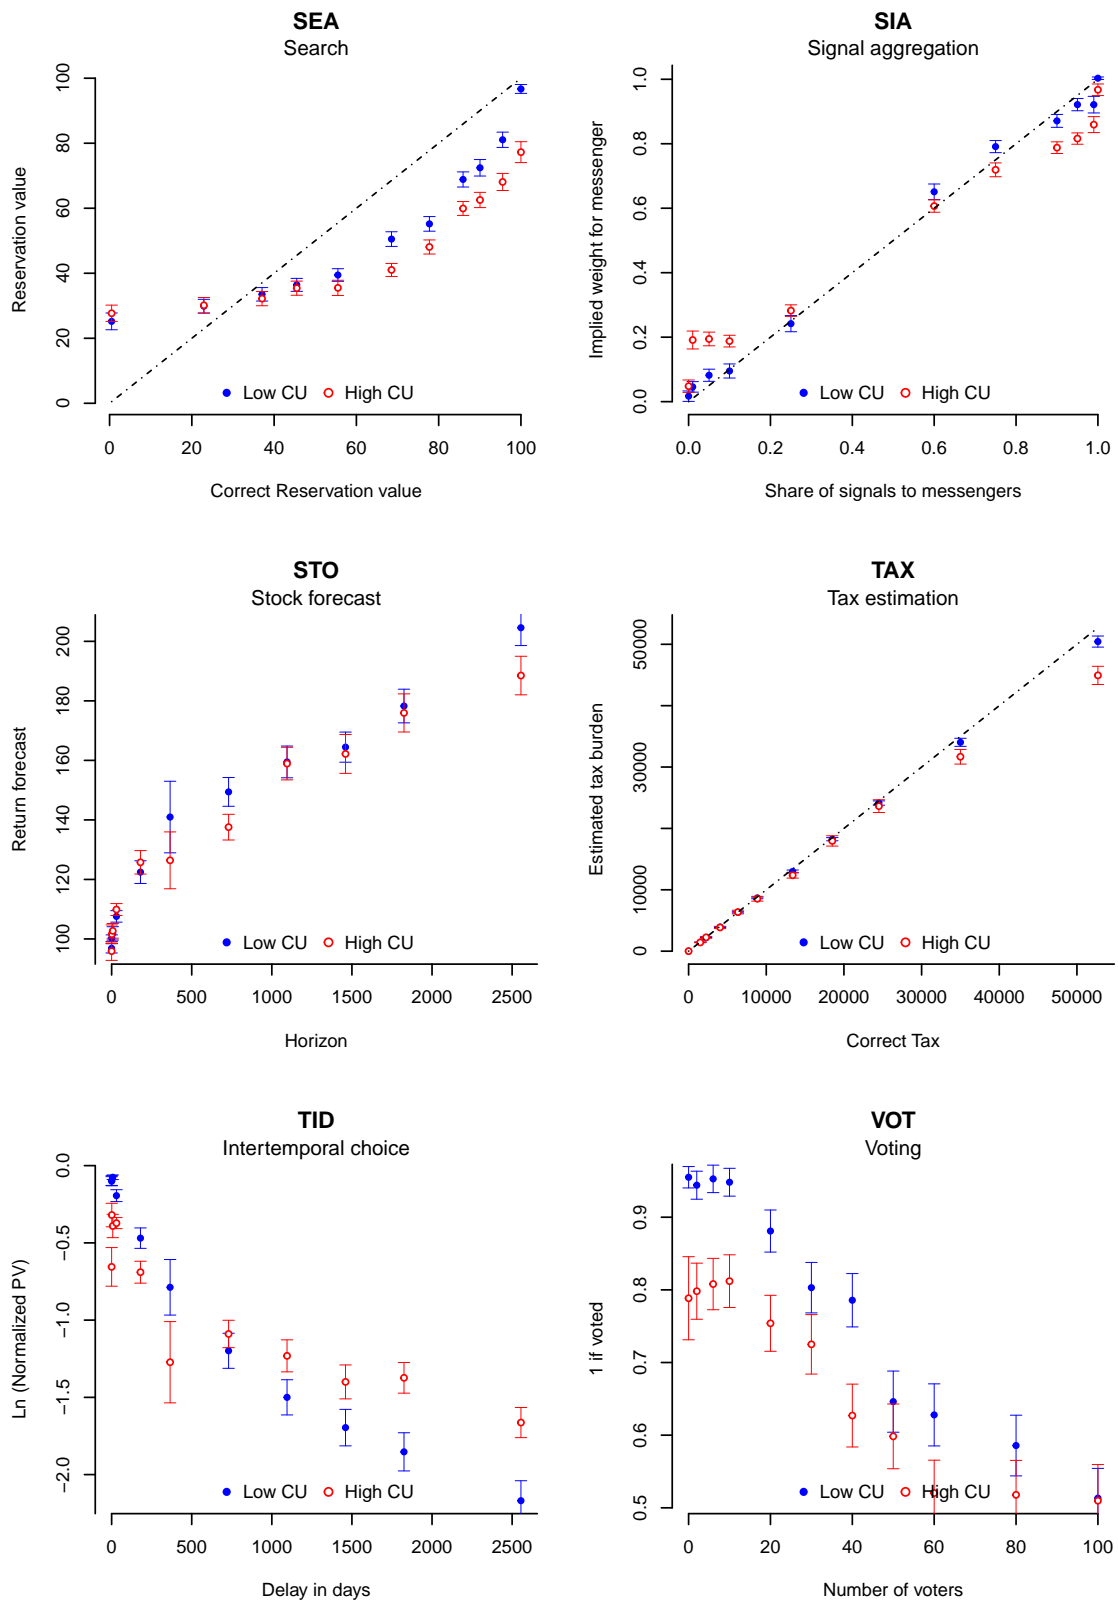 SEA
Search
Reservation value
100
80
60
40
20
0
Low CU
High CU
0 20 40 60 80 100
Correct Reservation value
SIA
Signal aggregation
Implied weight for messenger
1.0
0.8
0.6
0.4
0.2
0.0
Low CU
High CU
0.0 0.2 0.4 0.6 0.8 1.0
Share of signals to messengers
STO
Stock forecast
Return forecast
200
180
160
140
120
100
Low CU
High CU
0 500 1000 1500 2000 2500
Horizon
TAX
Tax estimation
Estimated tax burden
50000
30000
10000
0
Low CU
High CU
0 10000 20000 30000 40000 50000
Correct Tax
TID
Intertemporal choice
Ln (Normalized PV)
0.0
−0.5
−1.0
−1.5
−2.0
Low CU
High CU
0 500 1000 1500 2000 2500
Delay in days
VOT
Voting
1 if voted
0.9
0.8
0.7
0.6
0.5
Low CU
High CU
0 20 40 60 80 100
Number of voters